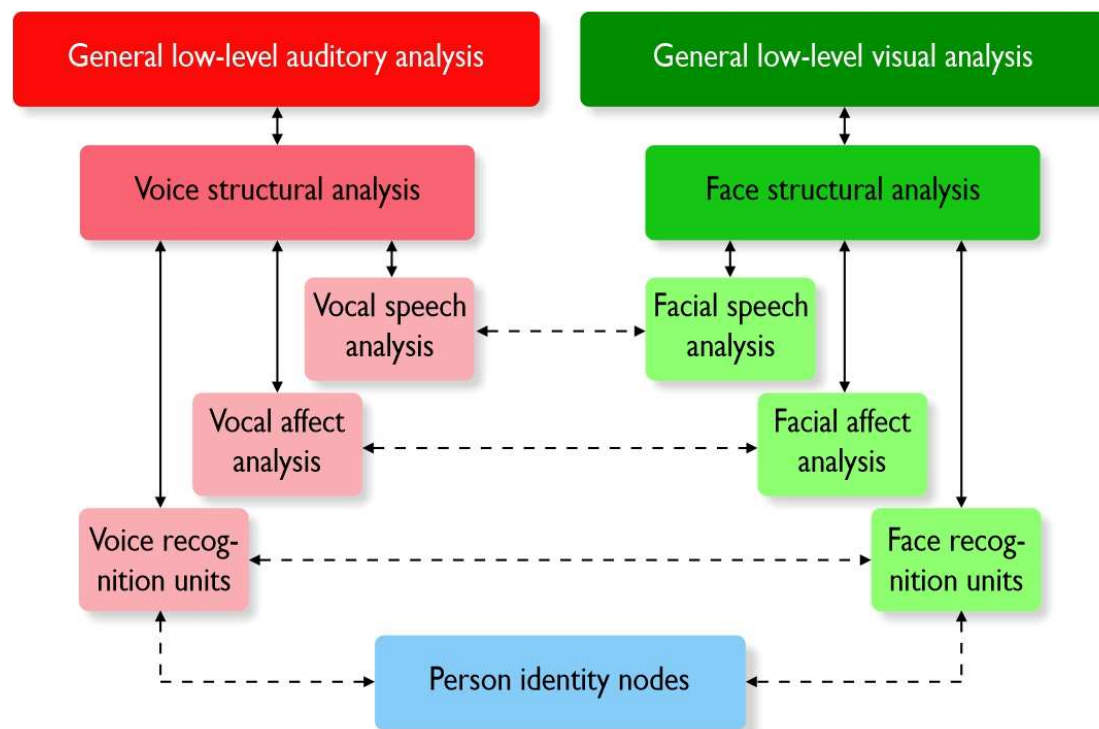 General low-level auditory analysis
General low-level visual analysis
Voice structural analysis
Face structural analysis
Vocal speech
analysis
Facial speech
analysis
Vocal affect
analysis
Facial affect
analysis
Voice recog-
nition units
Face recog-
nition units
Person identity nodes